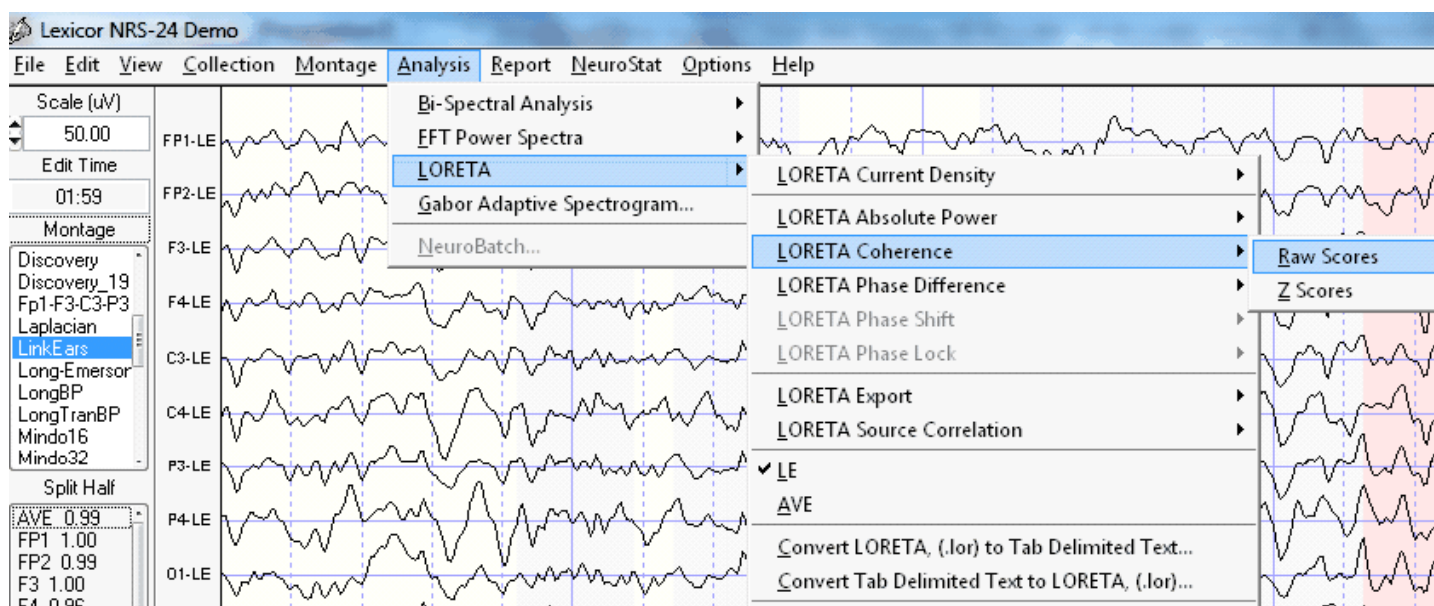 Lexicor NRS-24 Demo
File Edit View Collection Montage Analysis Report NeuroStat Options Help
Scale (uV)
50.00
Edit Time
01:59
Montage
Discovery
Discovery_19
Fp1-F3-C3-P3
Laplacian
LinkEars
Long-Emerson
LongBP
LongTranBP
Mindo16
Mindo32
Split Half
AVE 0.99
FP1 1.00
FP2 0.99
F3 1.00
F4 0.96
FP1-LE
FP2-LE
F3-LE
F4-LE
C3-LE
C4-LE
P3-LE
P4-LE
O1-LE
Bi-Spectral Analysis
FFT Power Spectra
LORETA
Gabor Adaptive Spectrogram...
NeuroBatch...
LORETA Current Density
LORETA Absolute Power
LORETA Coherence
LORETA Phase Difference
LORETA Phase Shift
LORETA Phase Lock
LORETA Export
LORETA Source Correlation
LE
AVE
Convert LORETA, (.lor) to Tab Delimited Text...
Convert Tab Delimited Text to LORETA, (.lor)...
Raw Scores
Z Scores